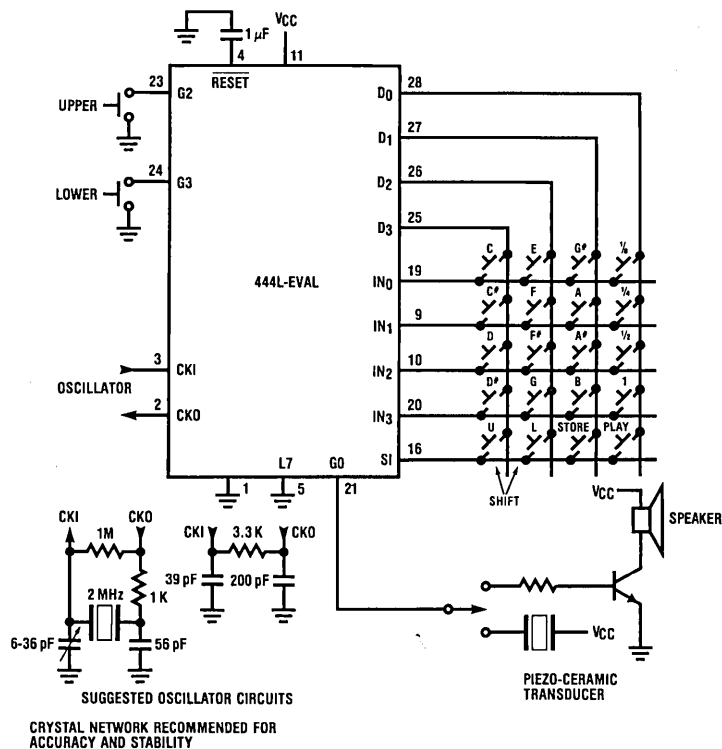 1 µF
VCC
4
11
RESET
23
G2
UPPER
24
G3
LOWER
444L-EVAL
D0
28
D1
27
D2
26
D3
25
C
E
G#
1/8
IN0
19
C#
F
A
1/4
IN1
9
D
F#
A#
1/2
IN2
10
D#
G
B
1
IN3
20
U
L
STORE
PLAY
SI
16
SHIFT
3
CKI
OSCILLATOR
2
CKO
L7
G0
1
5
21
CKI
CKO
1M
1K
2 MHz
6-36 pF
56 pF
CKI
3.3 K
CKO
39 pF
200 pF
VCC
SPEAKER
VCC
PIEZO-CERAMIC
TRANSDUCER
SUGGESTED OSCILLATOR CIRCUITS
CRYSTAL NETWORK RECOMMENDED FOR
ACCURACY AND STABILITY